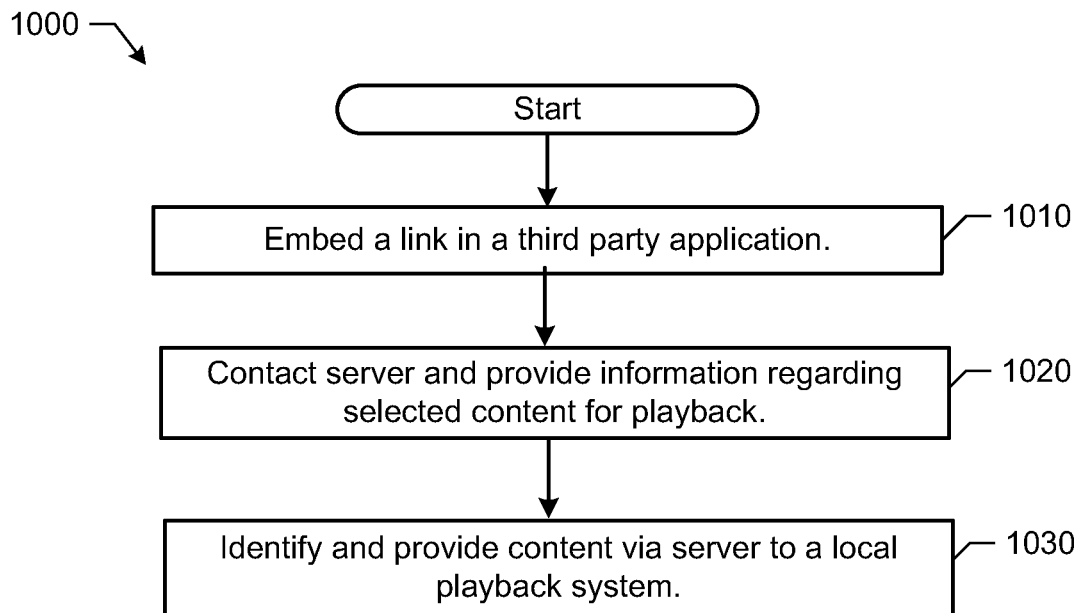 1000
Start
Embed a link in a third party application.
1010
Contact server and provide information regarding
selected content for playback.
1020
Identify and provide content via server to a local
playback system.
1030